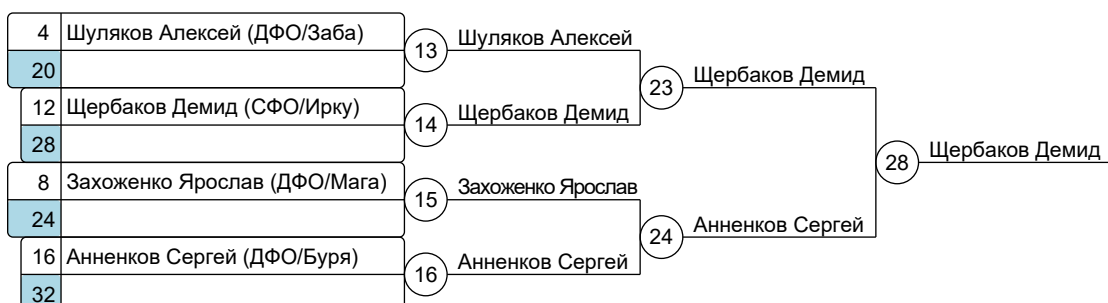 4 Шуляков Алексей (ДФО/Заба)
20
13
Шуляков Алексей
12 Щербаков Демид (СФО/Ирку)
28
14
Щербаков Демид
23
Щербаков Демид
8 Захоженко Ярослав (ДФО/Мага)
24
15
Захоженко Ярослав
16 Анненков Сергей (ДФО/Буря)
32
16
Анненков Сергей
24
Анненков Сергей
28
Щербаков Демид